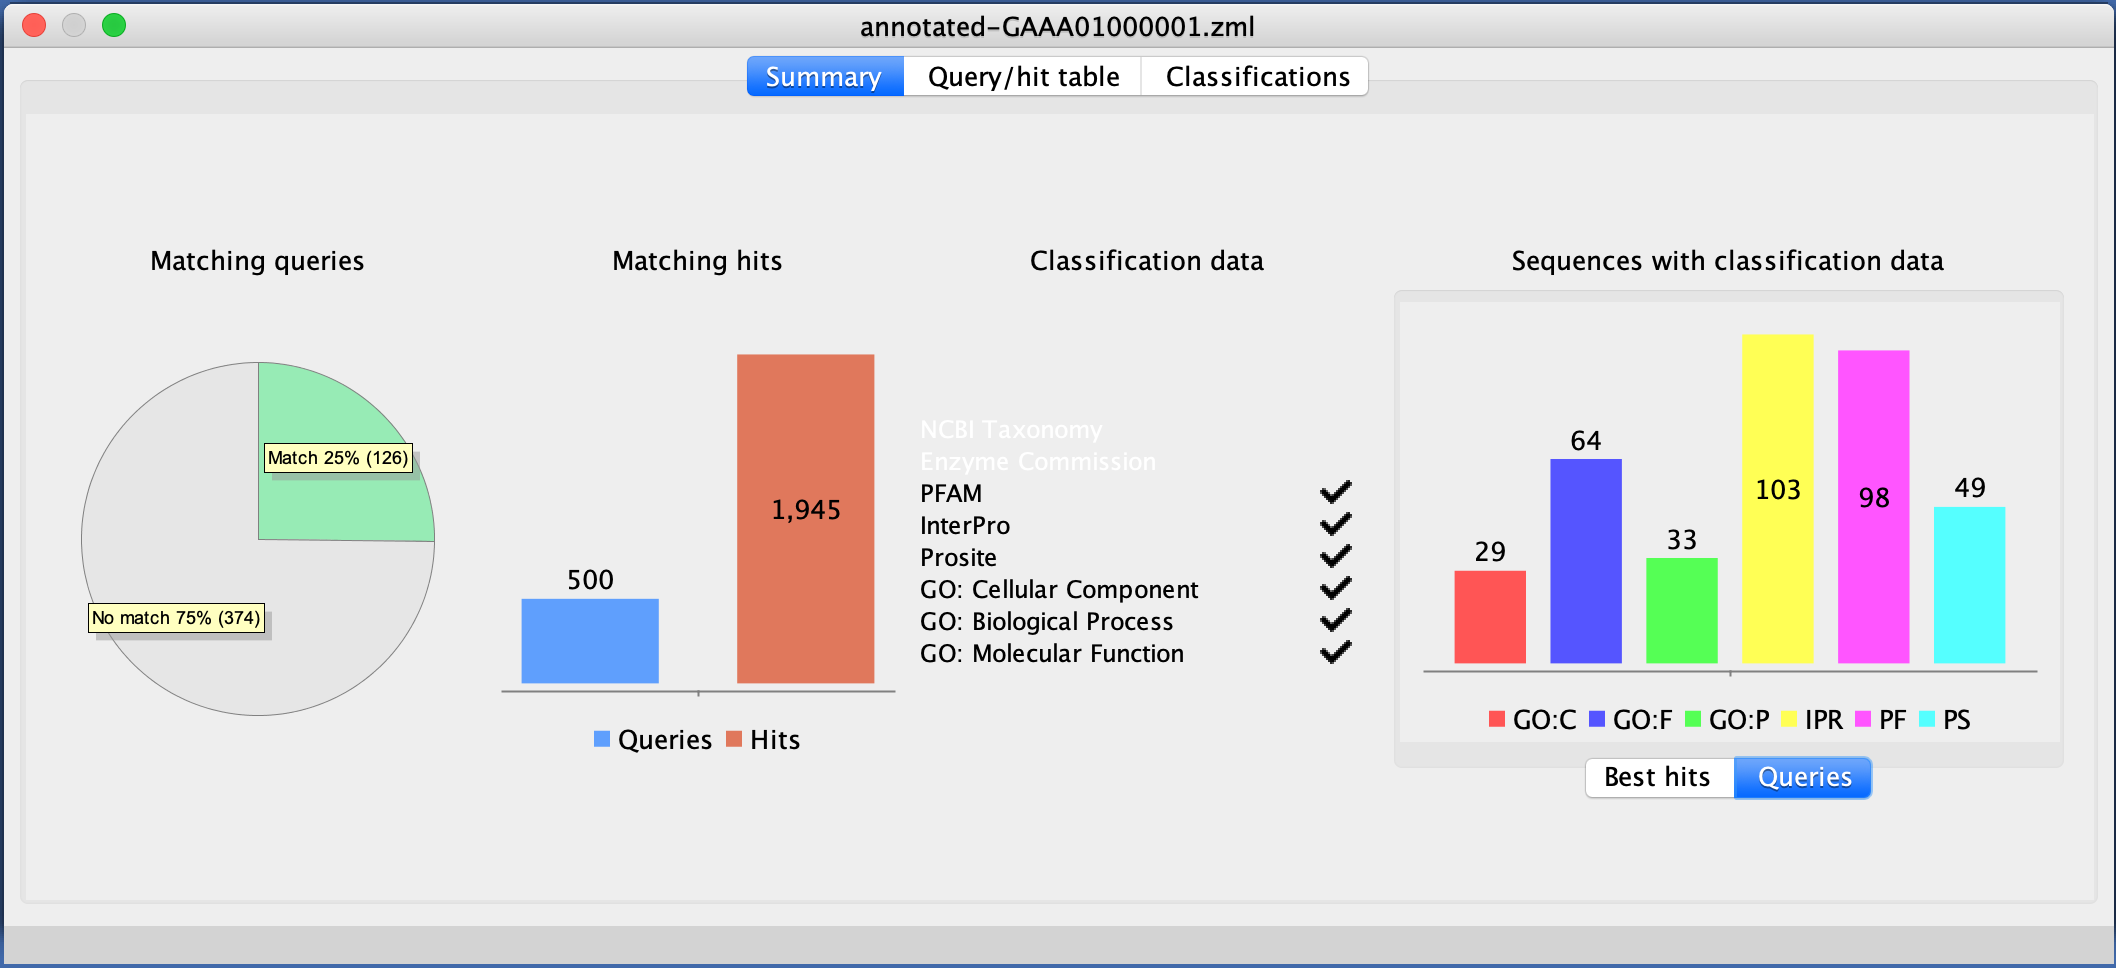 annotated-GAAA01000001.zml
Summary
Query/hit table
Classifications
Matching queries
Match 25% (126)
No match 75% (374)
Matching hits
500
1,945
Queries
Hits
Classification data
NCBI Taxonomy
Enzyme Commission
PFAM
InterPro
Prosite
GO: Cellular Component
GO: Biological Process
GO: Molecular Function
Sequences with classification data
29
64
33
103
98
49
GO:C
GO:F
GO:P
IPR
PF
PS
Best hits
Queries